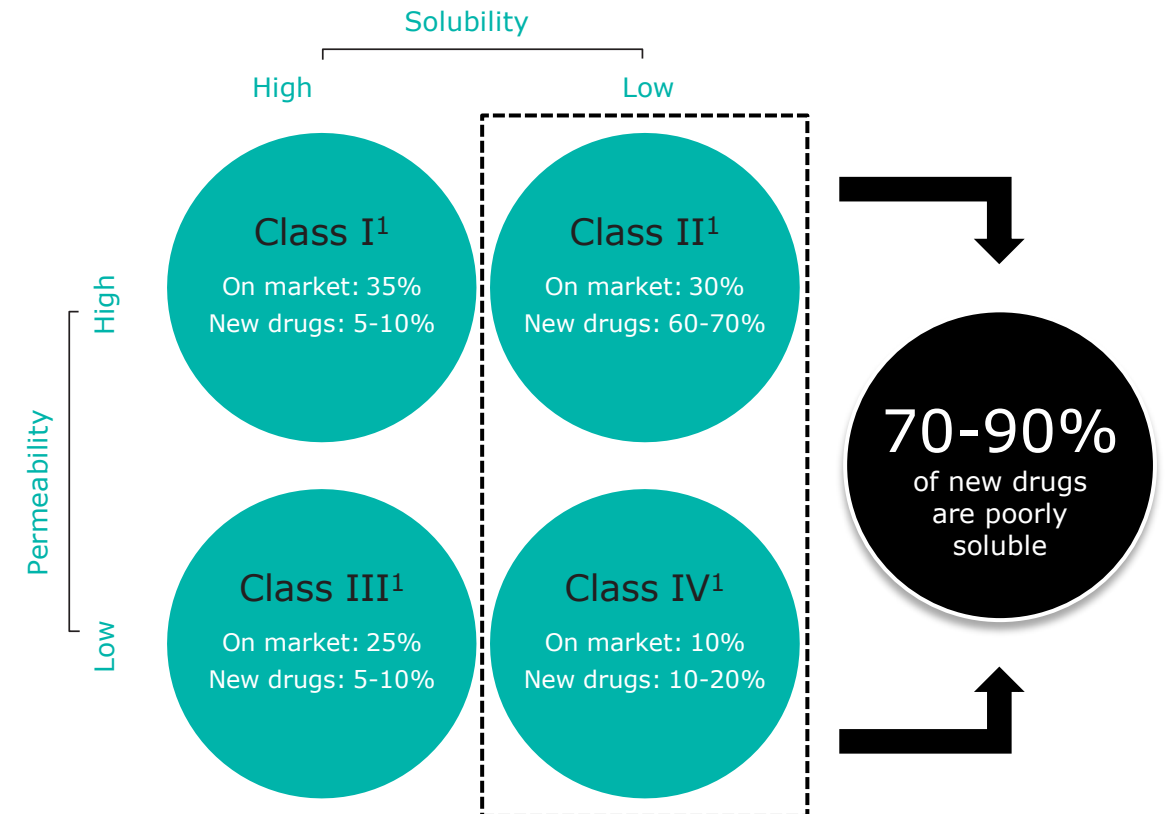 Solubility
High
Low
Class I¹
On market: 35%
New drugs: 5-10%
Class II¹
On market: 30%
New drugs: 60-70%
Permeability
High
Low
Class III¹
On market: 25%
New drugs: 5-10%
Class IV¹
On market: 10%
New drugs: 10-20%
70-90%
of new drugs
are poorly
soluble